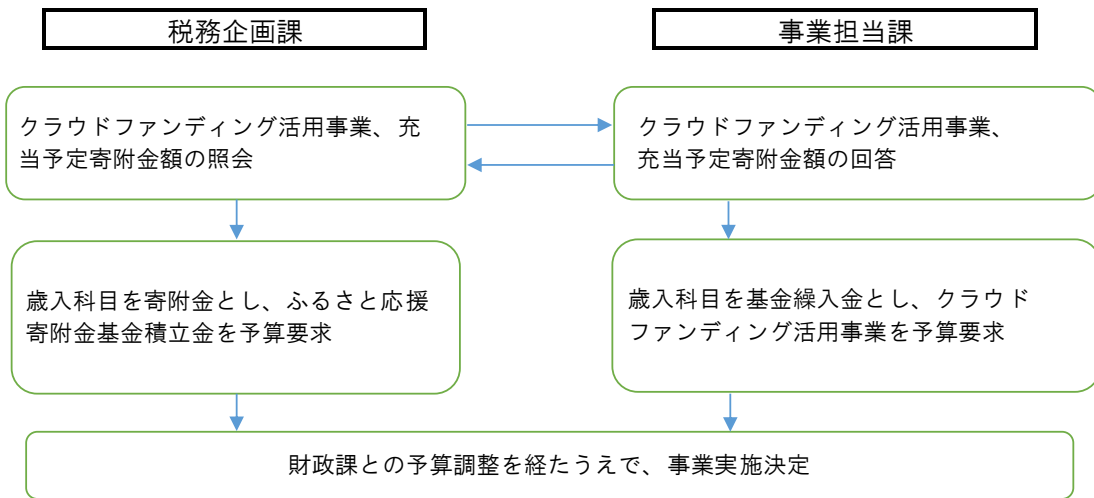 税務企画課
事業担当課
クラウドファンディング活用事業、充
当予定寄附金額の照会
クラウドファンディング活用事業、
充当予定寄附金額の回答
歳入科目を寄附金とし、ふるさと応援
寄附金基金積立金を予算要求
歳入科目を基金繰入金とし、クラウド
ファンディング活用事業を予算要求
財政課との予算調整を経たうえで、事業実施決定